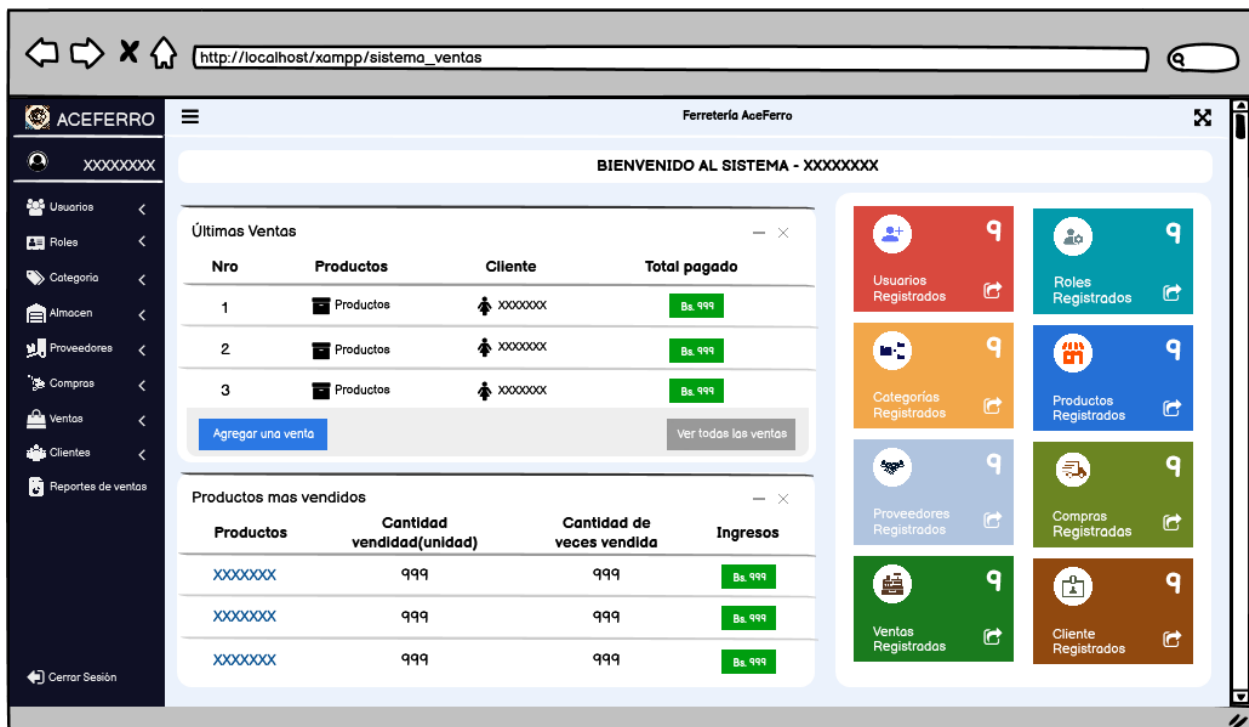 http://localhost/xampp/sistema_ventas
ACEFERRO
Ferretería AceFerro
XXXXXXXX
BIENVENIDO AL SISTEMA - XXXXXXXX
Usuarios
Roles
Categoria
Almacen
Proveedores
Compras
Ventas
Clientes
Reportes de ventas
Cerrar Sesión
Últimas Ventas
Nro Productos Cliente Total pagado
1 Productos XXXXXXX Bs. 999
2 Productos XXXXXXX Bs. 999
3 Productos XXXXXXX Bs. 999
Agregar una venta Ver todas las ventas
Productos mas vendidos
Productos Cantidad vendidad(unidad) Cantidad de veces vendida Ingresos
XXXXXXX 999 999 Bs. 999
XXXXXXX 999 999 Bs. 999
XXXXXXX 999 999 Bs. 999
9
Usuarios
Registrados
9
Roles
Registrados
9
Categorías
Registrados
9
Productos
Registrados
9
Proveedores
Registrados
9
Compras
Registradas
9
Ventas
Registradas
9
Cliente
Registrados